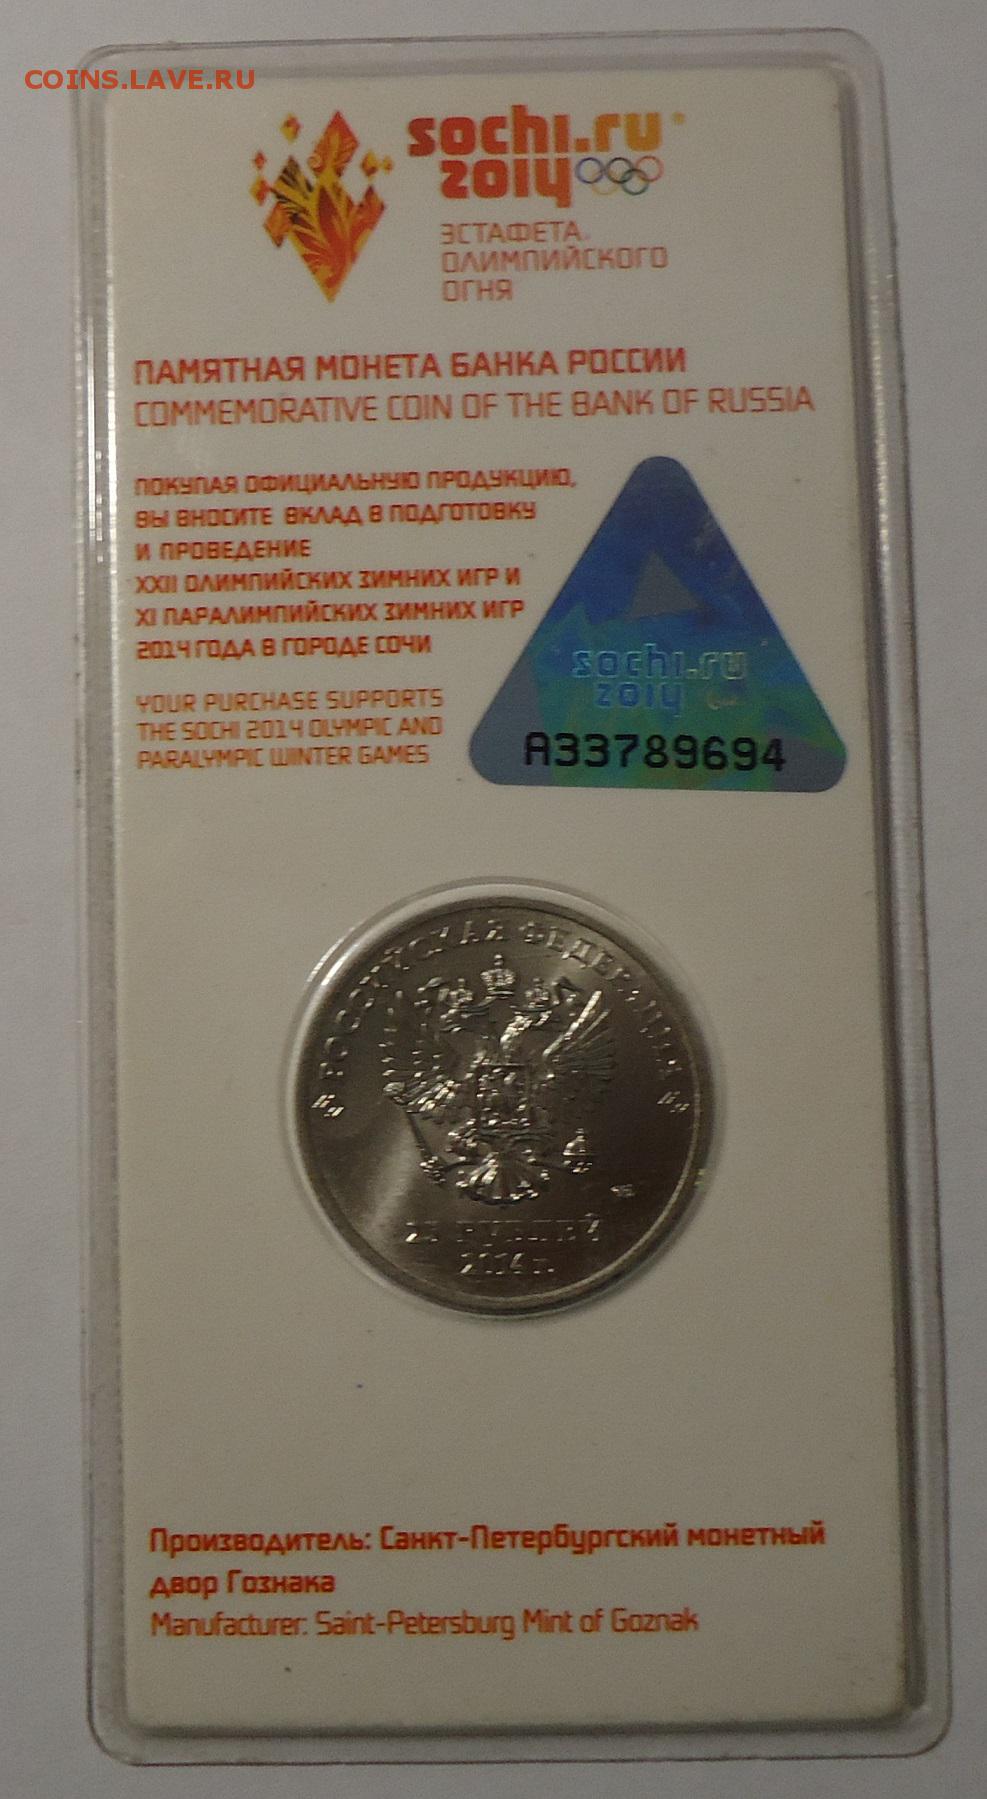 COINS.LAVE.RU
sochi.ru
2014
ЭСТАФЕТА
ОЛИМПИЙСКОГО
ОГНЯ
ПАМЯТНАЯ МОНЕТА БАНКА РОССИИ
COMMEMORATIVE COIN OF THE BANK OF RUSSIA
ПОКУПАЯ ОФИЦИАЛЬНУЮ ПРОДУКЦИЮ,
ВЫ ВНОСИТЕ ВКЛАД В ПОДГОТОВКУ
И ПРОВЕДЕНИЕ
XXII ОЛИМПИЙСКИХ ЗИМНИХ ИГР И
XI ПАРАЛИМПИЙСКИХ ЗИМНИХ ИГР
2014 ГОДА В ГОРОДЕ СОЧИ
YOUR PURCHASE SUPPORTS
THE SOCHI 2014 OLYMPIC AND
PARALYMPIC WINTER GAMES
sochi.ru
2014
A33789694
РОССИЙСКАЯ ФЕДЕРАЦИЯ
25 РУБЛЕЙ
2014 г.
Производитель: Санкт-Петербургский монетный
двор Гознака
Manufacturer: Saint-Petersburg Mint of Goznak